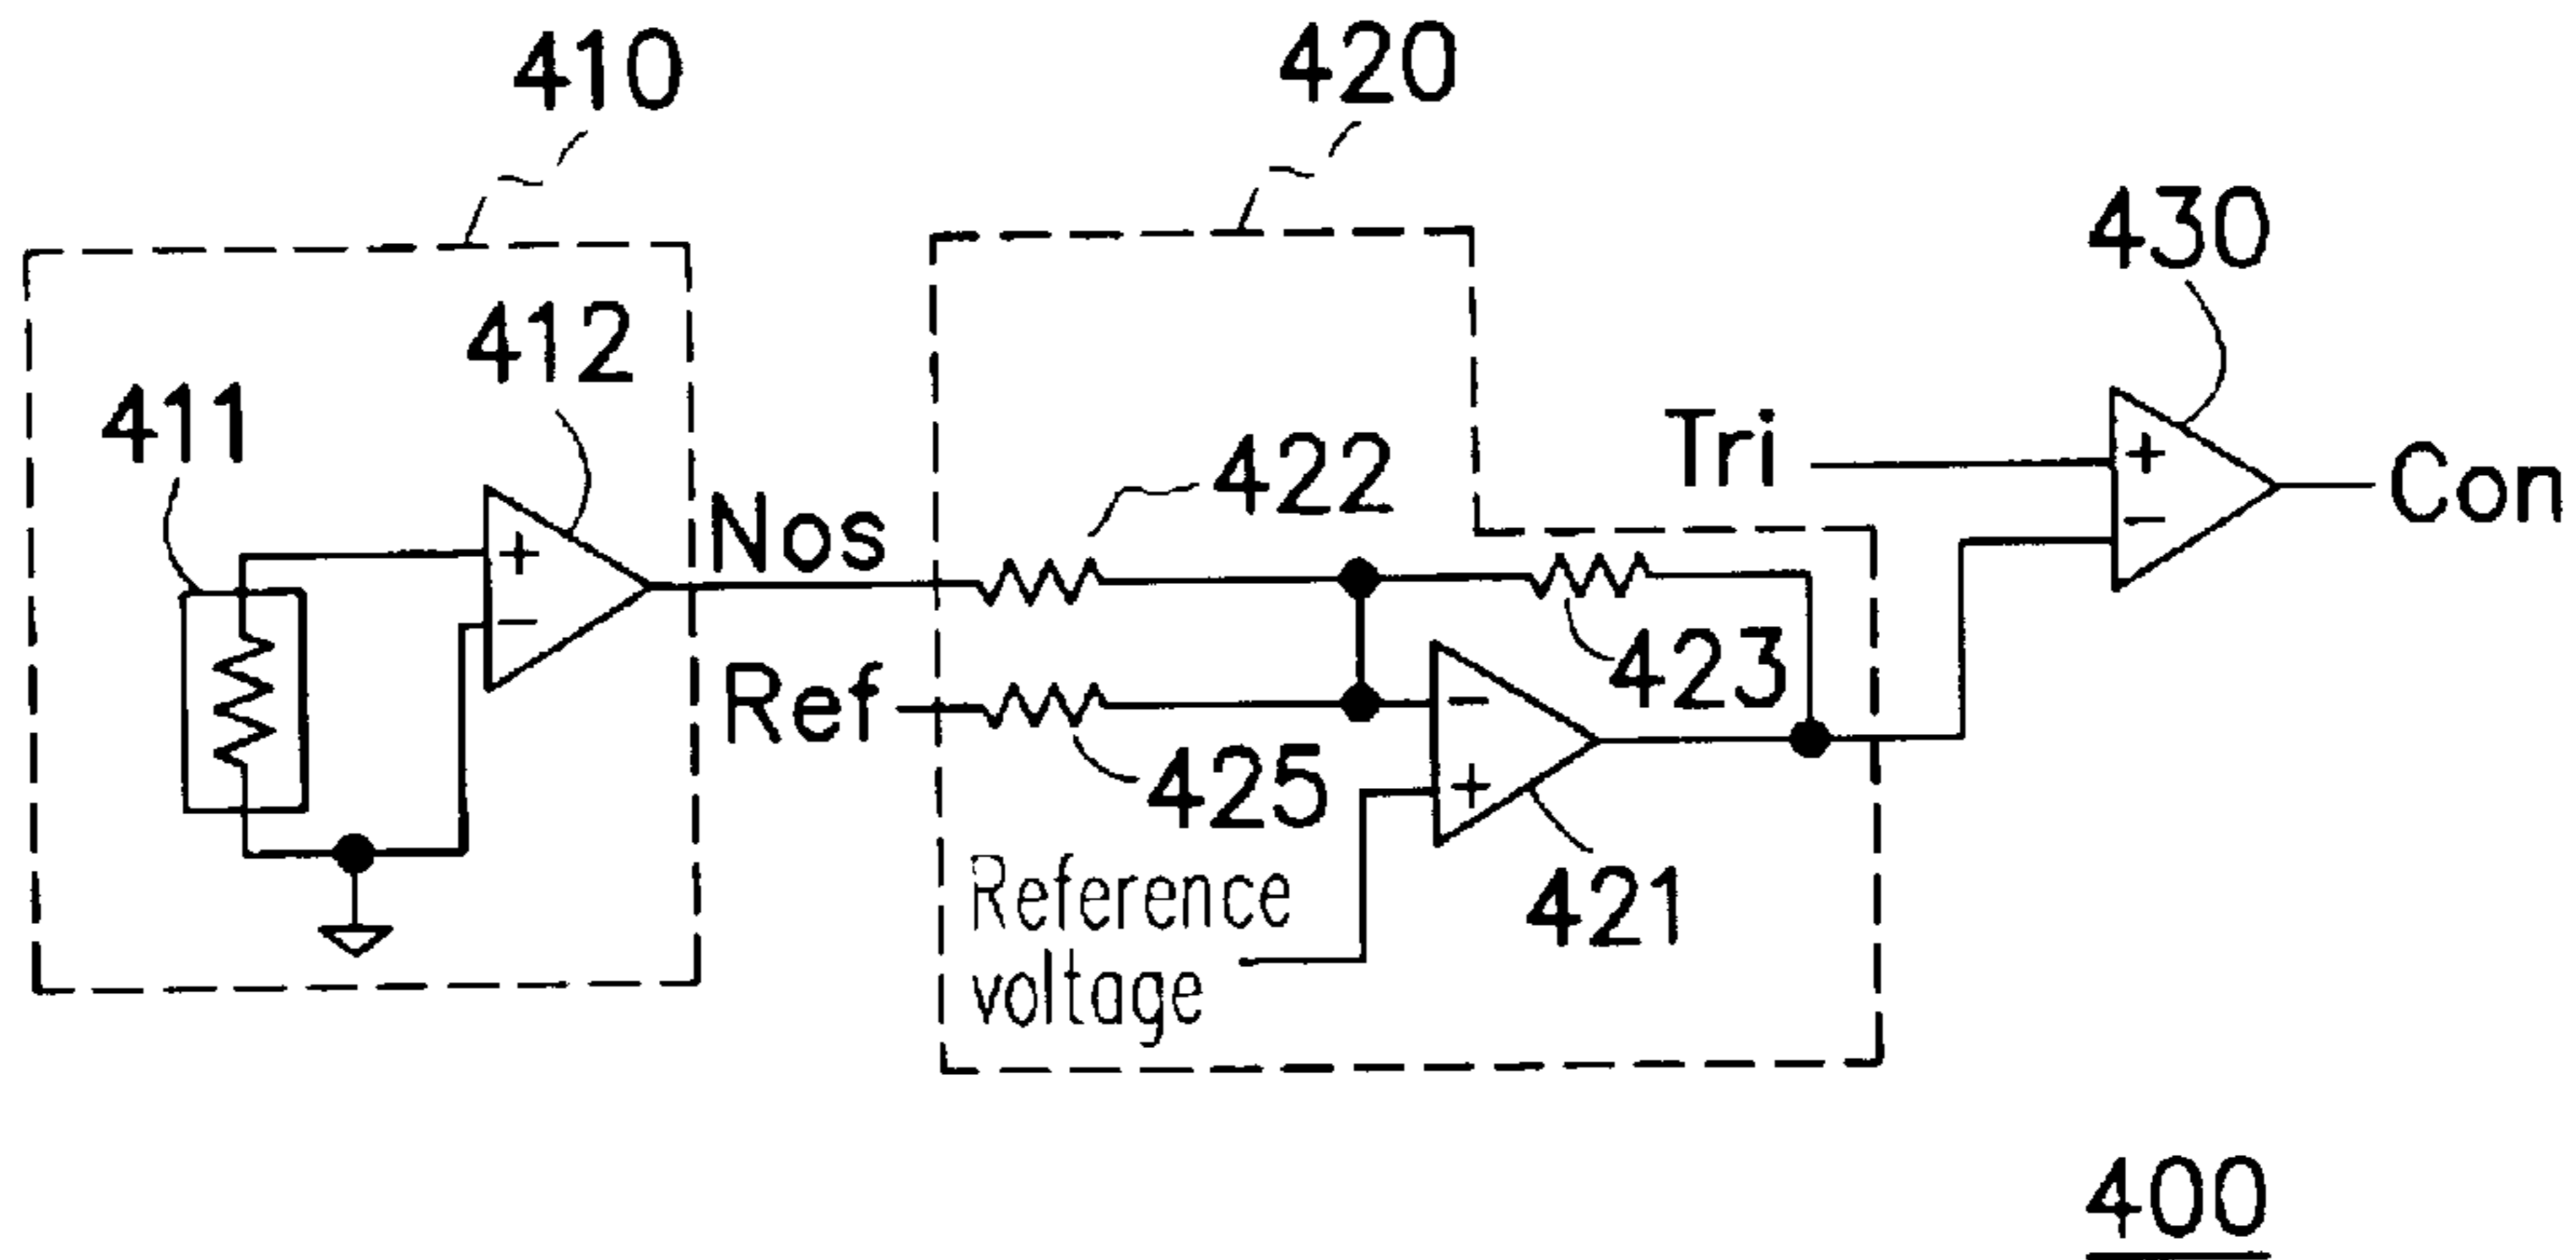 410
420
430
412
411
Nos
422
Tri
+
-
Con
+
-
423
Ref
-
425
+
Reference
voltage
421
400